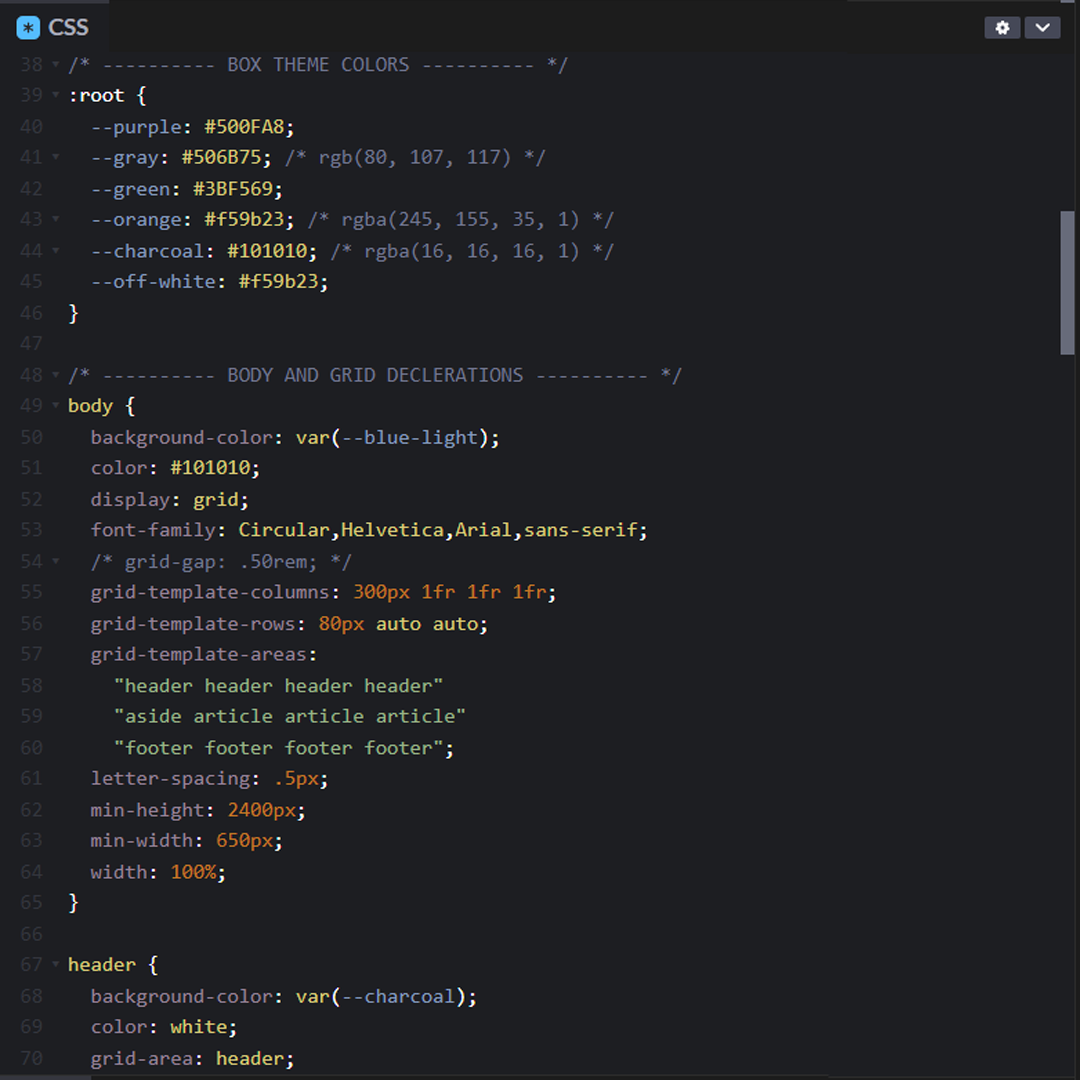 CSS
38 /* ---------- BOX THEME COLORS ---------- */
39 :root {
40   --purple: #500FA8;
41   --gray: #506B75; /* rgb(80, 107, 117) */
42   --green: #3BF569;
43   --orange: #f59b23; /* rgba(245, 155, 35, 1) */
44   --charcoal: #101010; /* rgba(16, 16, 16, 1) */
45   --off-white: #f59b23;
46 }
47
48 /* ---------- BODY AND GRID DECLERATIONS ---------- */
49 body {
50   background-color: var(--blue-light);
51   color: #101010;
52   display: grid;
53   font-family: Circular,Helvetica,Arial,sans-serif;
54   /* grid-gap: .50rem; */
55   grid-template-columns: 300px 1fr 1fr 1fr;
56   grid-template-rows: 80px auto auto;
57   grid-template-areas:
58     "header header header header"
59     "aside article article article"
60     "footer footer footer footer";
61   letter-spacing: .5px;
62   min-height: 2400px;
63   min-width: 650px;
64   width: 100%;
65 }
66
67 header {
68   background-color: var(--charcoal);
69   color: white;
70   grid-area: header;